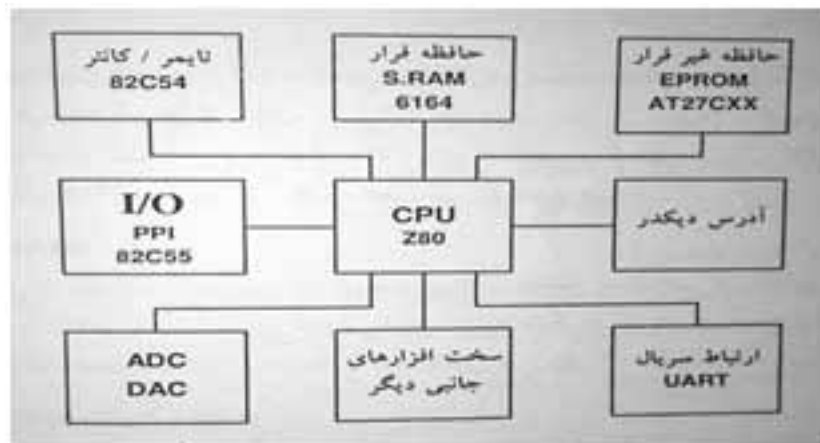 تایمر / کانتر
82C54
حافظه فرار
S.RAM
6164
حافظه غیر فرار
EPROM
AT27CXX
I/O
PPI
82C55
CPU
Z80
آدرس دیکدر
ADC
DAC
سخت افزارهای
جانبی دیگر
ارتباط سریال
UART